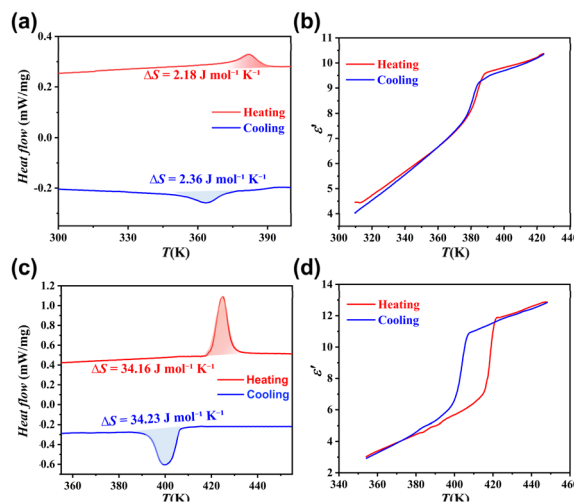 (a)
0.4
0.2
0.0
-0.2
Heat flow (mW/mg)
ΔS = 2.18 J mol⁻¹ K⁻¹
Heating
Cooling
ΔS = 2.36 J mol⁻¹ K⁻¹
300 330 360 390
T(K)
(b)
11
10
9
8
7
6
5
4
ε'
Heating
Cooling
300 320 340 360 380 400 420 440
T(K)
(c)
1.2
1.0
0.8
0.6
0.4
0.2
0.0
-0.2
-0.4
-0.6
Heat flow (mW/mg)
ΔS = 34.16 J mol⁻¹ K⁻¹
Heating
Cooling
ΔS = 34.23 J mol⁻¹ K⁻¹
360 390 420 450
T(K)
(d)
14
12
10
8
6
4
2
ε'
Heating
Cooling
340 360 380 400 420 440 460
T(K)